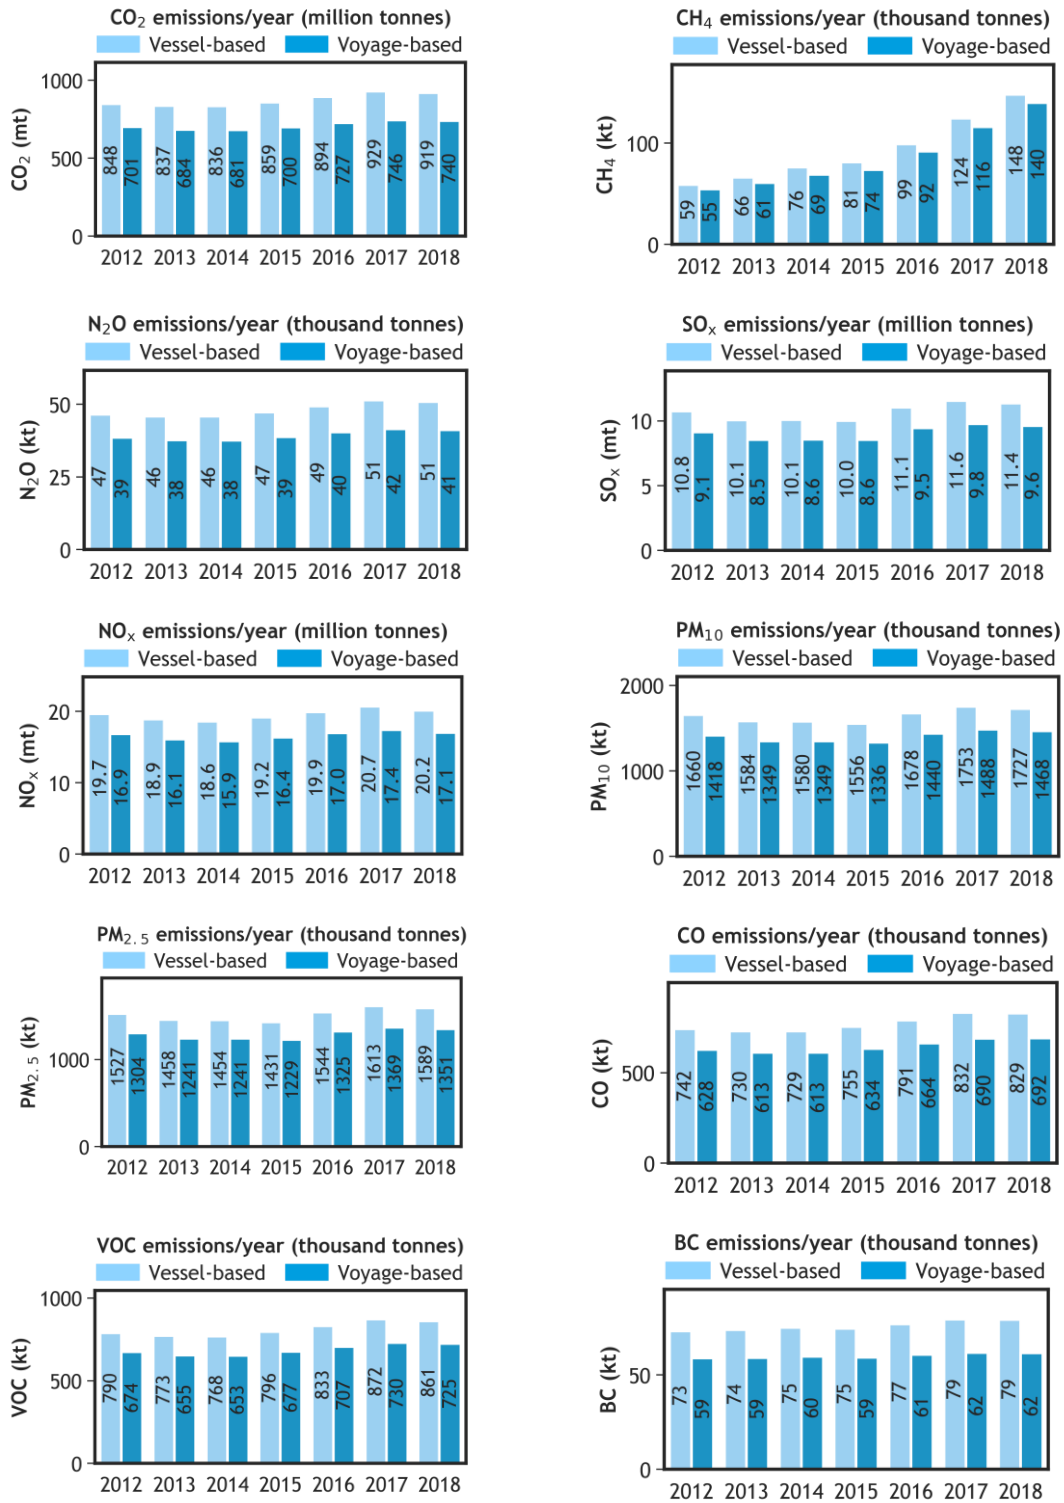 CO₂ emissions/year (million tonnes)
Vessel-based Voyage-based
CO₂ (mt)
1000
500
0
848 701 837 684 836 681 859 700 894 727 929 746 919 740
2012 2013 2014 2015 2016 2017 2018
CH₄ emissions/year (thousand tonnes)
Vessel-based Voyage-based
CH₄ (kt)
100
0
59 55 66 61 76 69 81 74 99 92 124 116 148 140
2012 2013 2014 2015 2016 2017 2018
N₂O emissions/year (thousand tonnes)
Vessel-based Voyage-based
N₂O (kt)
50
25
0
47 39 46 38 46 38 47 39 49 40 51 42 51 41
2012 2013 2014 2015 2016 2017 2018
SOₓ emissions/year (million tonnes)
Vessel-based Voyage-based
SOₓ (mt)
10
5
0
10.8 9.1 10.1 8.5 10.1 8.6 10.0 8.6 11.1 9.5 11.6 9.8 11.4 9.6
2012 2013 2014 2015 2016 2017 2018
NOₓ emissions/year (million tonnes)
Vessel-based Voyage-based
NOₓ (mt)
20
10
0
19.7 16.9 18.9 16.1 18.6 15.9 19.2 16.4 19.9 17.0 20.7 17.4 20.2 17.1
2012 2013 2014 2015 2016 2017 2018
PM₁₀ emissions/year (thousand tonnes)
Vessel-based Voyage-based
PM₁₀ (kt)
2000
1000
0
1660 1418 1584 1349 1580 1349 1556 1336 1678 1440 1753 1488 1727 1468
2012 2013 2014 2015 2016 2017 2018
PM₂.₅ emissions/year (thousand tonnes)
Vessel-based Voyage-based
PM₂.₅ (kt)
1000
0
1527 1304 1458 1241 1454 1241 1431 1229 1544 1325 1613 1369 1589 1351
2012 2013 2014 2015 2016 2017 2018
CO emissions/year (thousand tonnes)
Vessel-based Voyage-based
CO (kt)
500
0
742 628 730 613 729 613 755 634 791 664 832 690 829 692
2012 2013 2014 2015 2016 2017 2018
VOC emissions/year (thousand tonnes)
Vessel-based Voyage-based
VOC (kt)
1000
500
0
790 674 773 655 768 653 796 677 833 707 872 730 861 725
2012 2013 2014 2015 2016 2017 2018
BC emissions/year (thousand tonnes)
Vessel-based Voyage-based
BC (kt)
50
0
73 59 74 59 75 60 75 59 77 61 79 62 79 62
2012 2013 2014 2015 2016 2017 2018